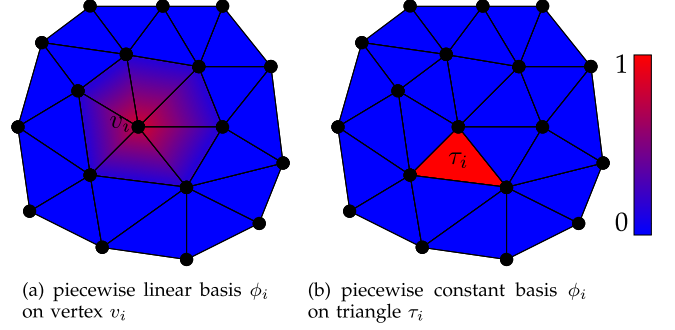 1
v_i
τ_i
0
(a) piecewise linear basis ϕ_i
on vertex v_i
(b) piecewise constant basis ϕ_i
on triangle τ_i